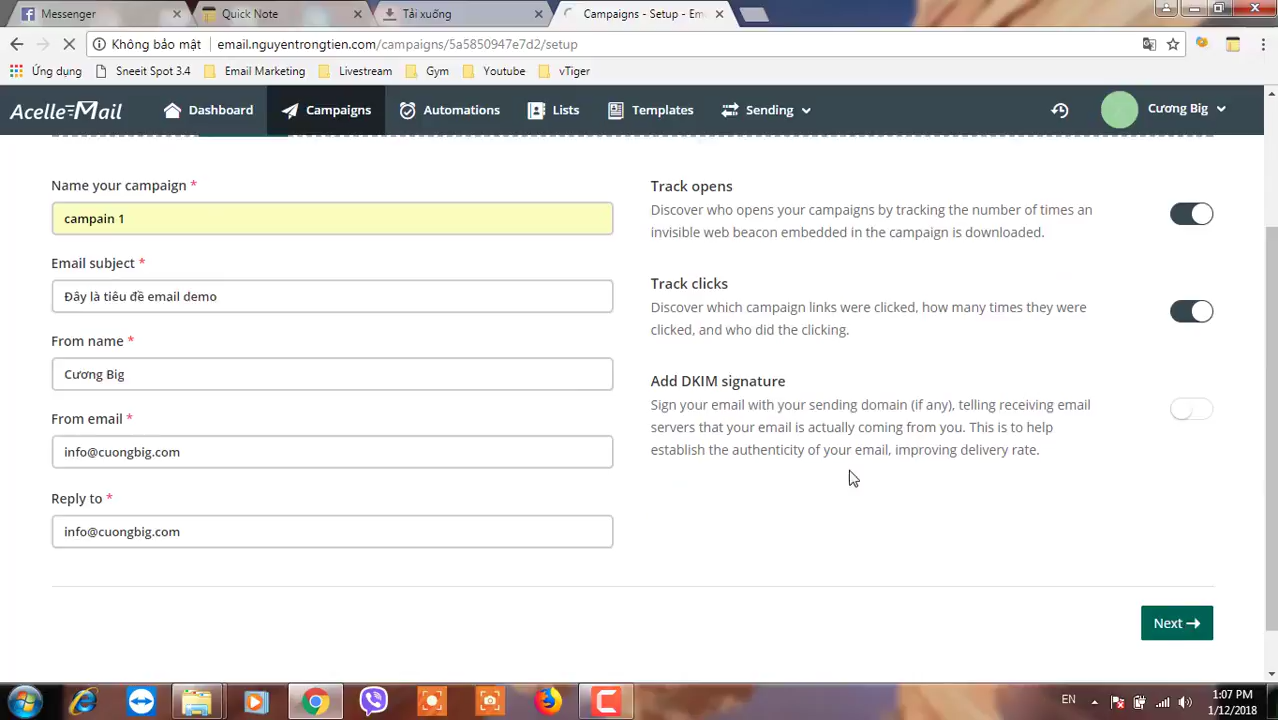 Messenger
Quick Note
Tải xuống
Campaigns - Setup - Em
Không bảo mật
email.nguyentrongtien.com/campaigns/5a5850947e7d2/setup
Ứng dụng
Sneeit Spot 3.4
Email Marketing
Livestream
Gym
Youtube
vTiger
Acelle Mail
Dashboard
Campaigns
Automations
Lists
Templates
Sending
Cương Big
Name your campaign *
campain 1
Email subject *
Đây là tiêu đề email demo
From name *
Cương Big
From email *
info@cuongbig.com
Reply to *
info@cuongbig.com
Track opens
Discover who opens your campaigns by tracking the number of times an
invisible web beacon embedded in the campaign is downloaded.
Track clicks
Discover which campaign links were clicked, how many times they were
clicked, and who did the clicking.
Add DKIM signature
Sign your email with your sending domain (if any), telling receiving email
servers that your email is actually coming from you. This is to help
establish the authenticity of your email, improving delivery rate.
Next →
EN
1:07 PM
1/12/2018